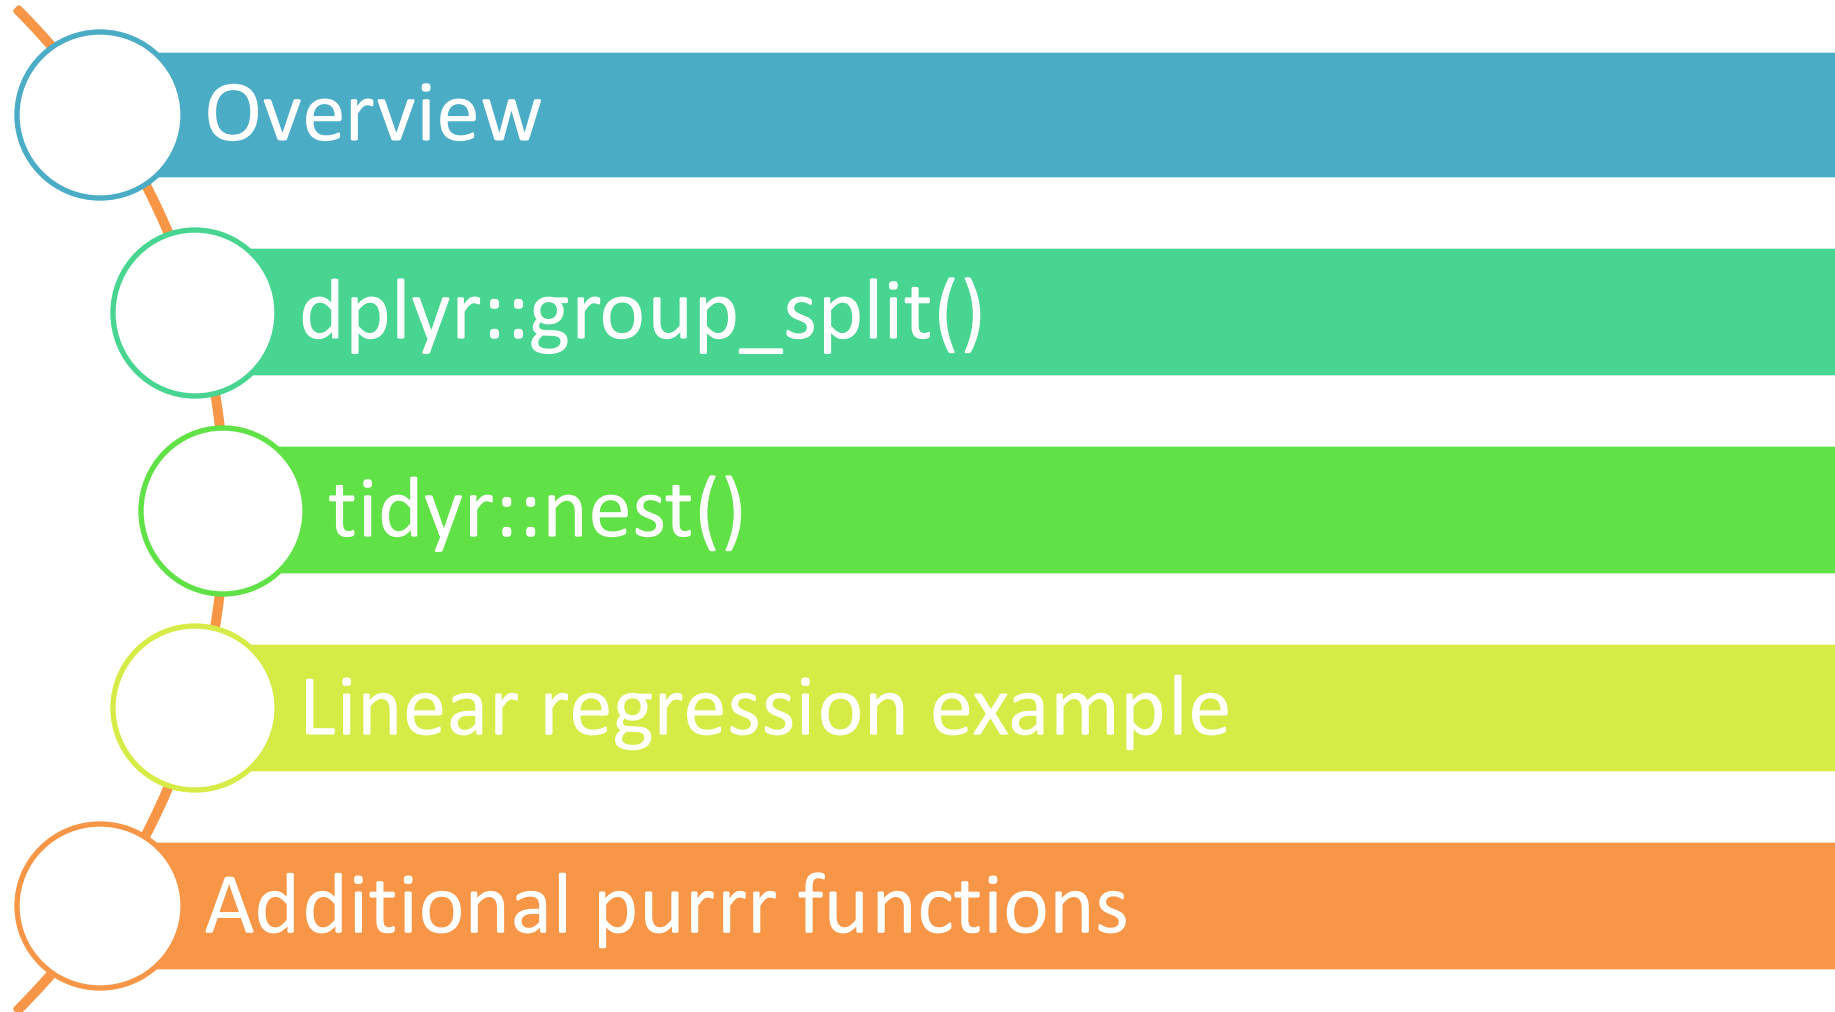 Overview
dplyr::group_split()
tidyr::nest()
Linear regression example
Additional purrr functions